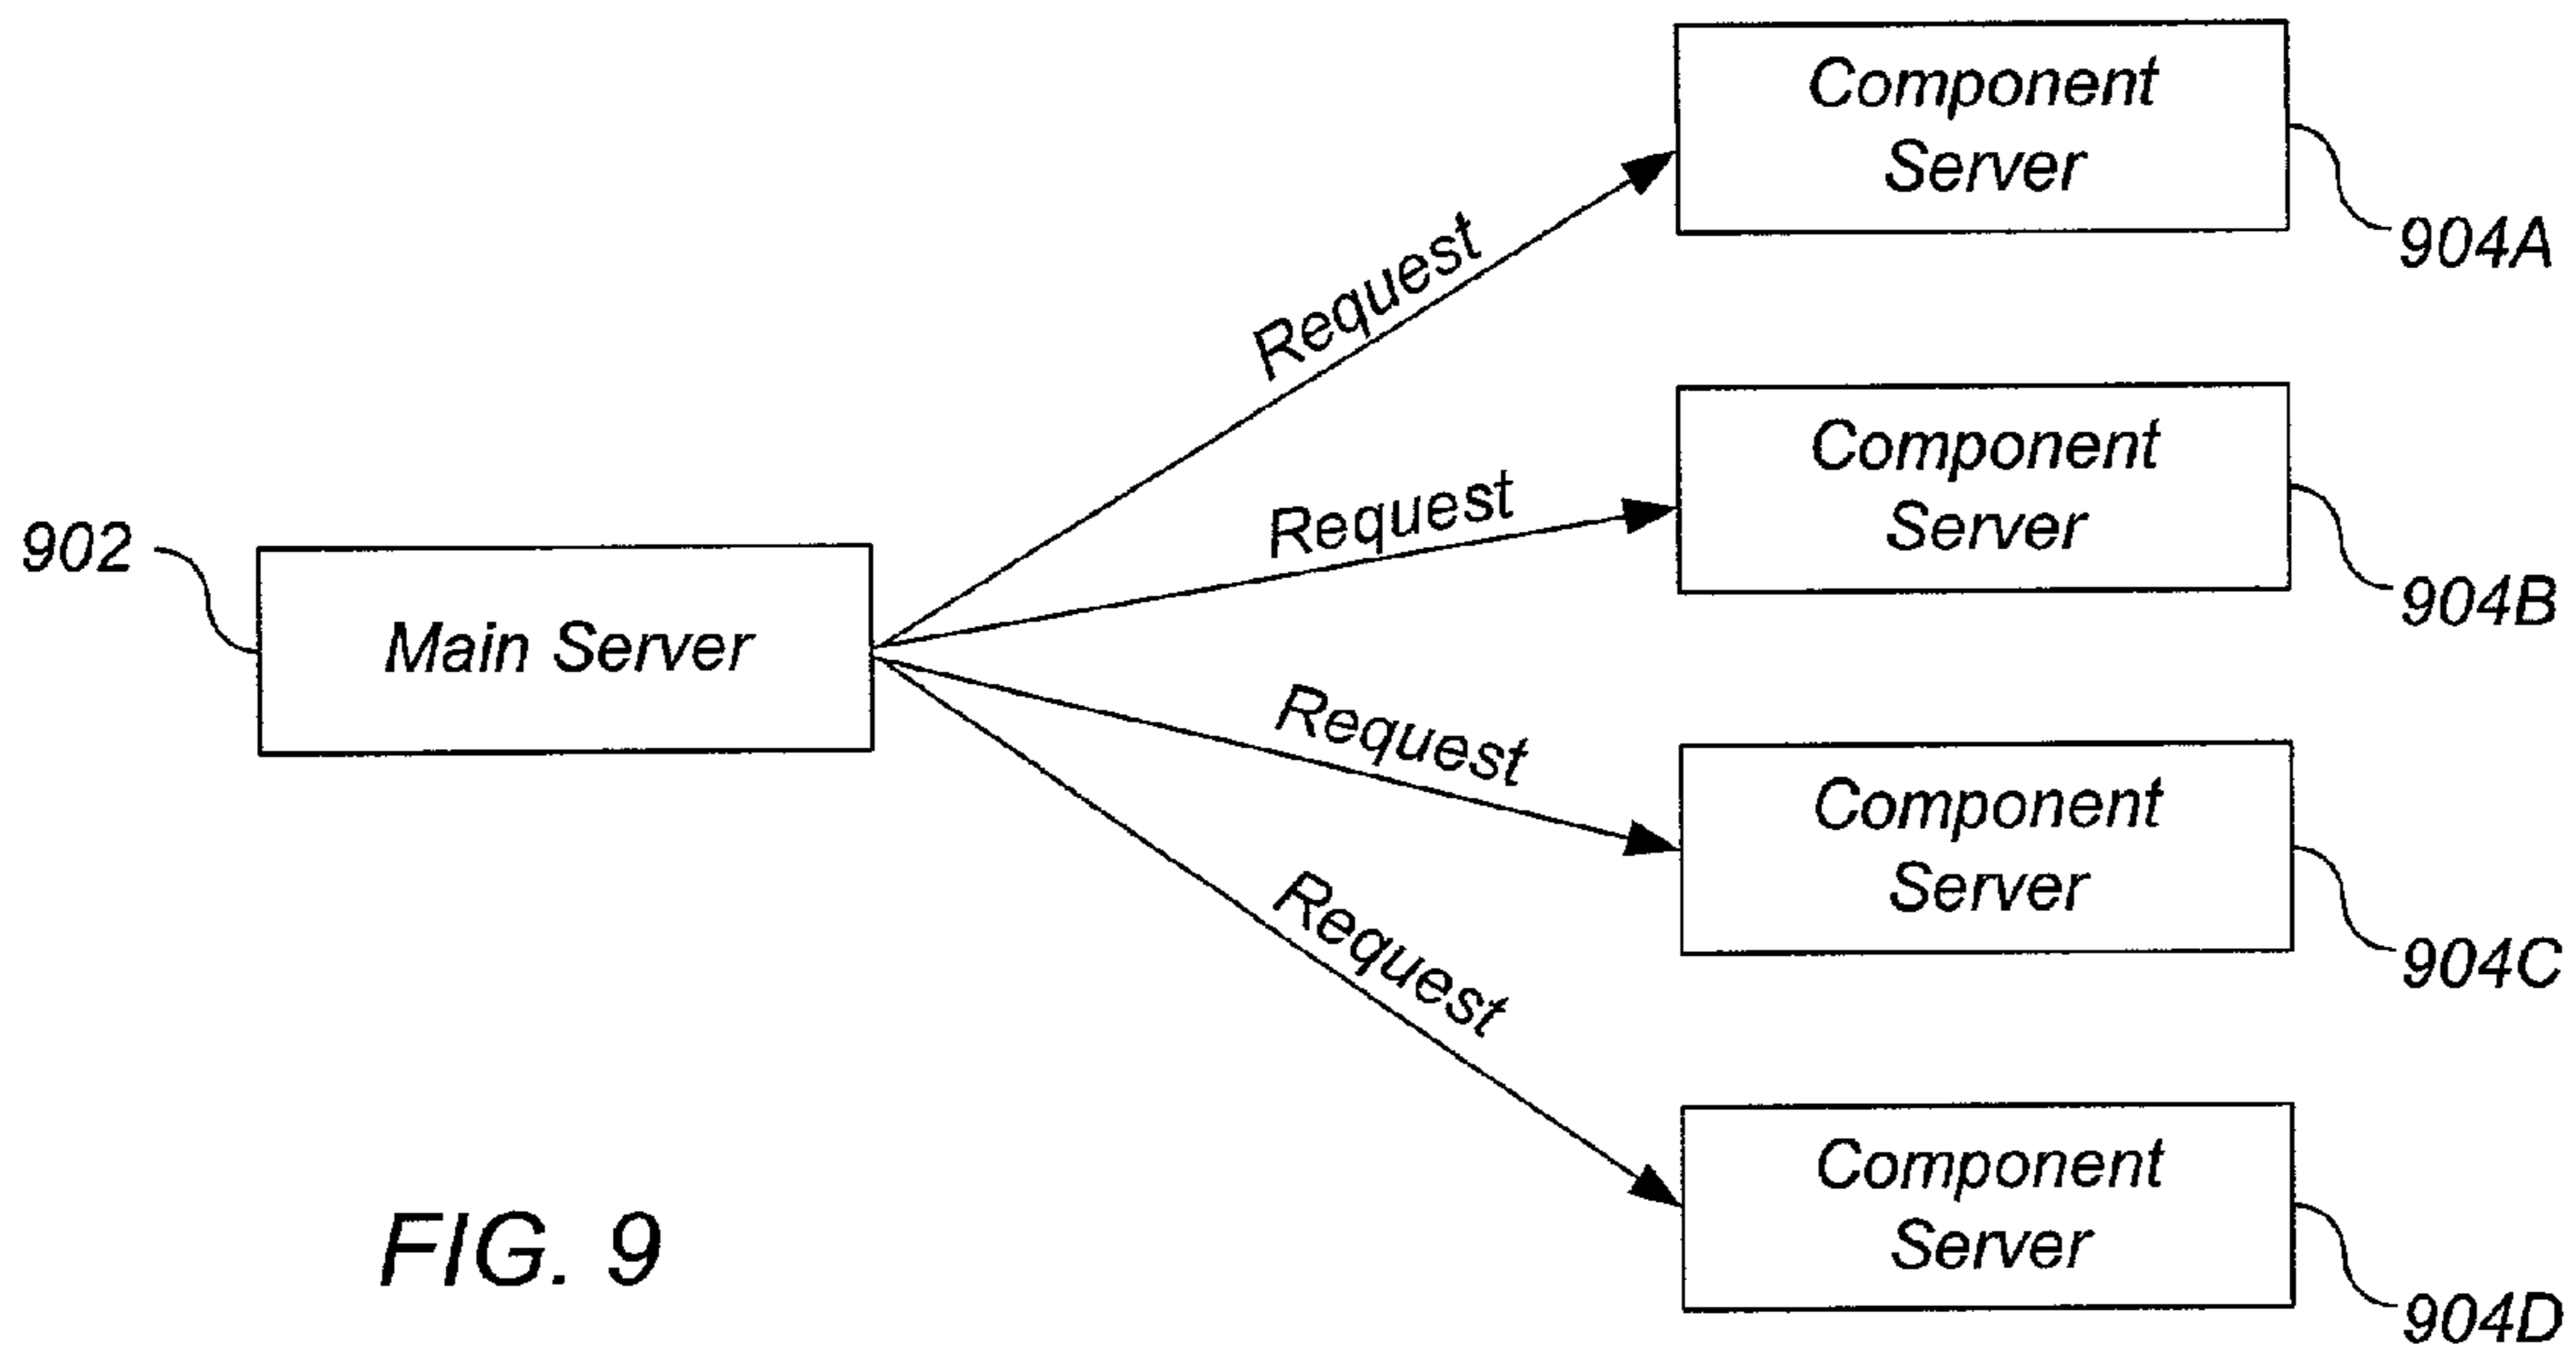 Component
Server
904A
Request
Component
Server
904B
Request
902
Main Server
Request
Component
Server
904C
Request
Component
Server
904D
FIG. 9